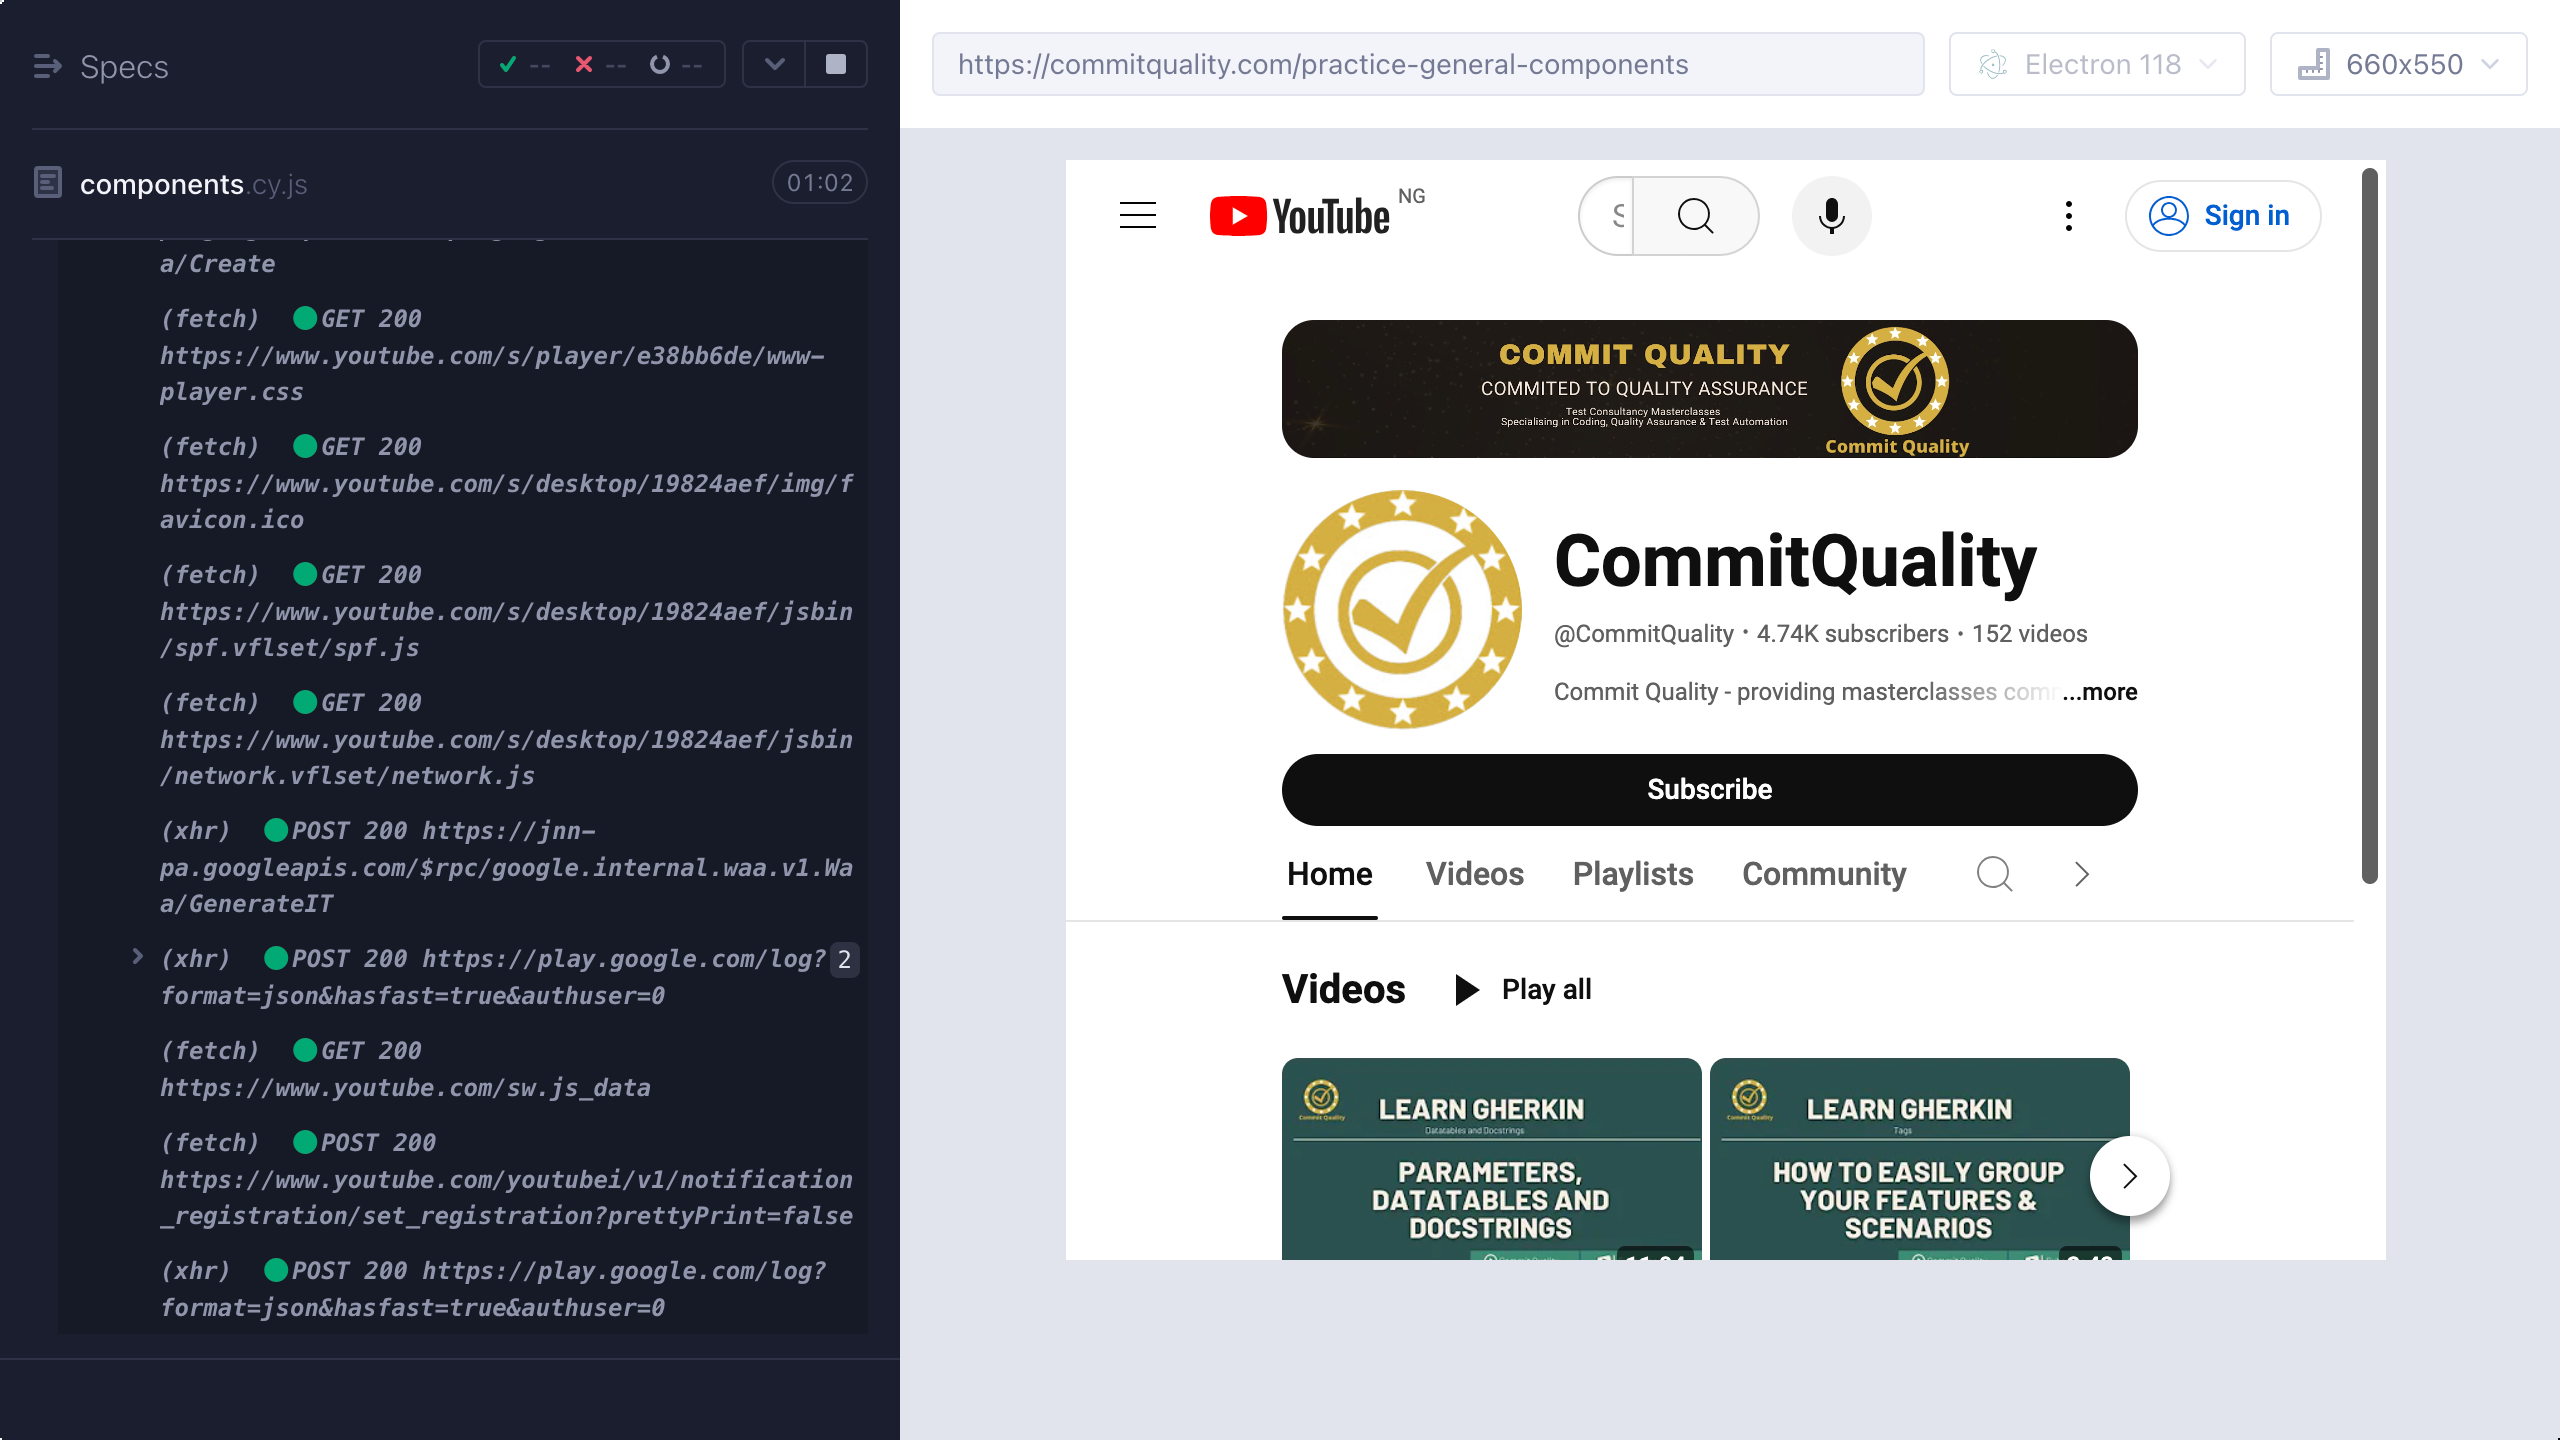 Specs
--
--
--
components.cy.js
01:02
a/Create
(fetch) GET 200
https://www.youtube.com/s/player/e38bb6de/www-
player.css
(fetch) GET 200
https://www.youtube.com/s/desktop/19824aef/img/f
avicon.ico
(fetch) GET 200
https://www.youtube.com/s/desktop/19824aef/jsbin
/spf.vflset/spf.js
(fetch) GET 200
https://www.youtube.com/s/desktop/19824aef/jsbin
/network.vflset/network.js
(xhr) POST 200 https://jnn-
pa.googleapis.com/$rpc/google.internal.waa.v1.Wa
a/GenerateIT
(xhr) POST 200 https://play.google.com/log? 2
format=json&hasfast=true&authuser=0
(fetch) GET 200
https://www.youtube.com/sw.js_data
(fetch) POST 200
https://www.youtube.com/youtubei/v1/notification
_registration/set_registration?prettyPrint=false
(xhr) POST 200 https://play.google.com/log?
format=json&hasfast=true&authuser=0
https://commitquality.com/practice-general-components
Electron 118
660x550
YouTube NG
Sign in
COMMIT QUALITY
COMMITED TO QUALITY ASSURANCE
Test Consultancy Masterclasses
Specialising in Coding, Quality Assurance & Test Automation
Commit Quality
CommitQuality
@CommitQuality • 4.74K subscribers • 152 videos
Commit Quality - providing masterclasses com ...more
Subscribe
Home Videos Playlists Community
Videos Play all
Commit Quality
LEARN GHERKIN
Datatables and Docstrings
PARAMETERS,
DATATABLES AND
DOCSTRINGS
Commit Quality
LEARN GHERKIN
Tags
HOW TO EASILY GROUP
YOUR FEATURES &
SCENARIOS